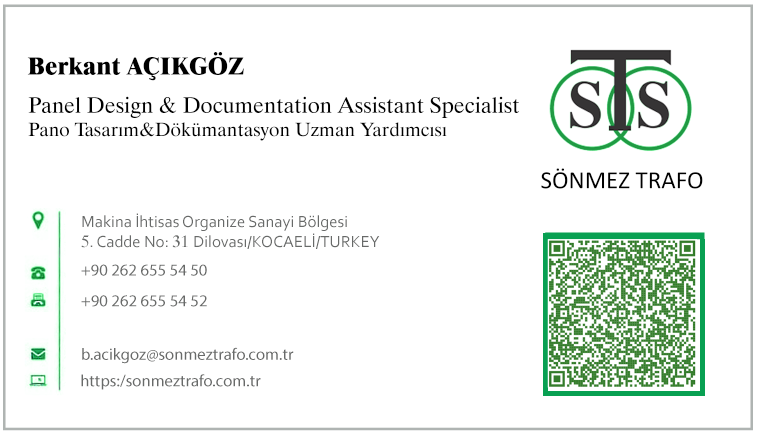 Berkant AÇIKGÖZ
Panel Design & Documentation Assistant Specialist
Pano Tasarım&Dökümantasyon Uzman Yardımcısı
STS
SÖNMEZ TRAFO
Makina İhtisas Organize Sanayi Bölgesi
5. Cadde No: 31 Dilovası/KOCAELİ/TURKEY
+90 262 655 54 50
+90 262 655 54 52
b.acikgoz@sonmeztrafo.com.tr
https:/sonmeztrafo.com.tr